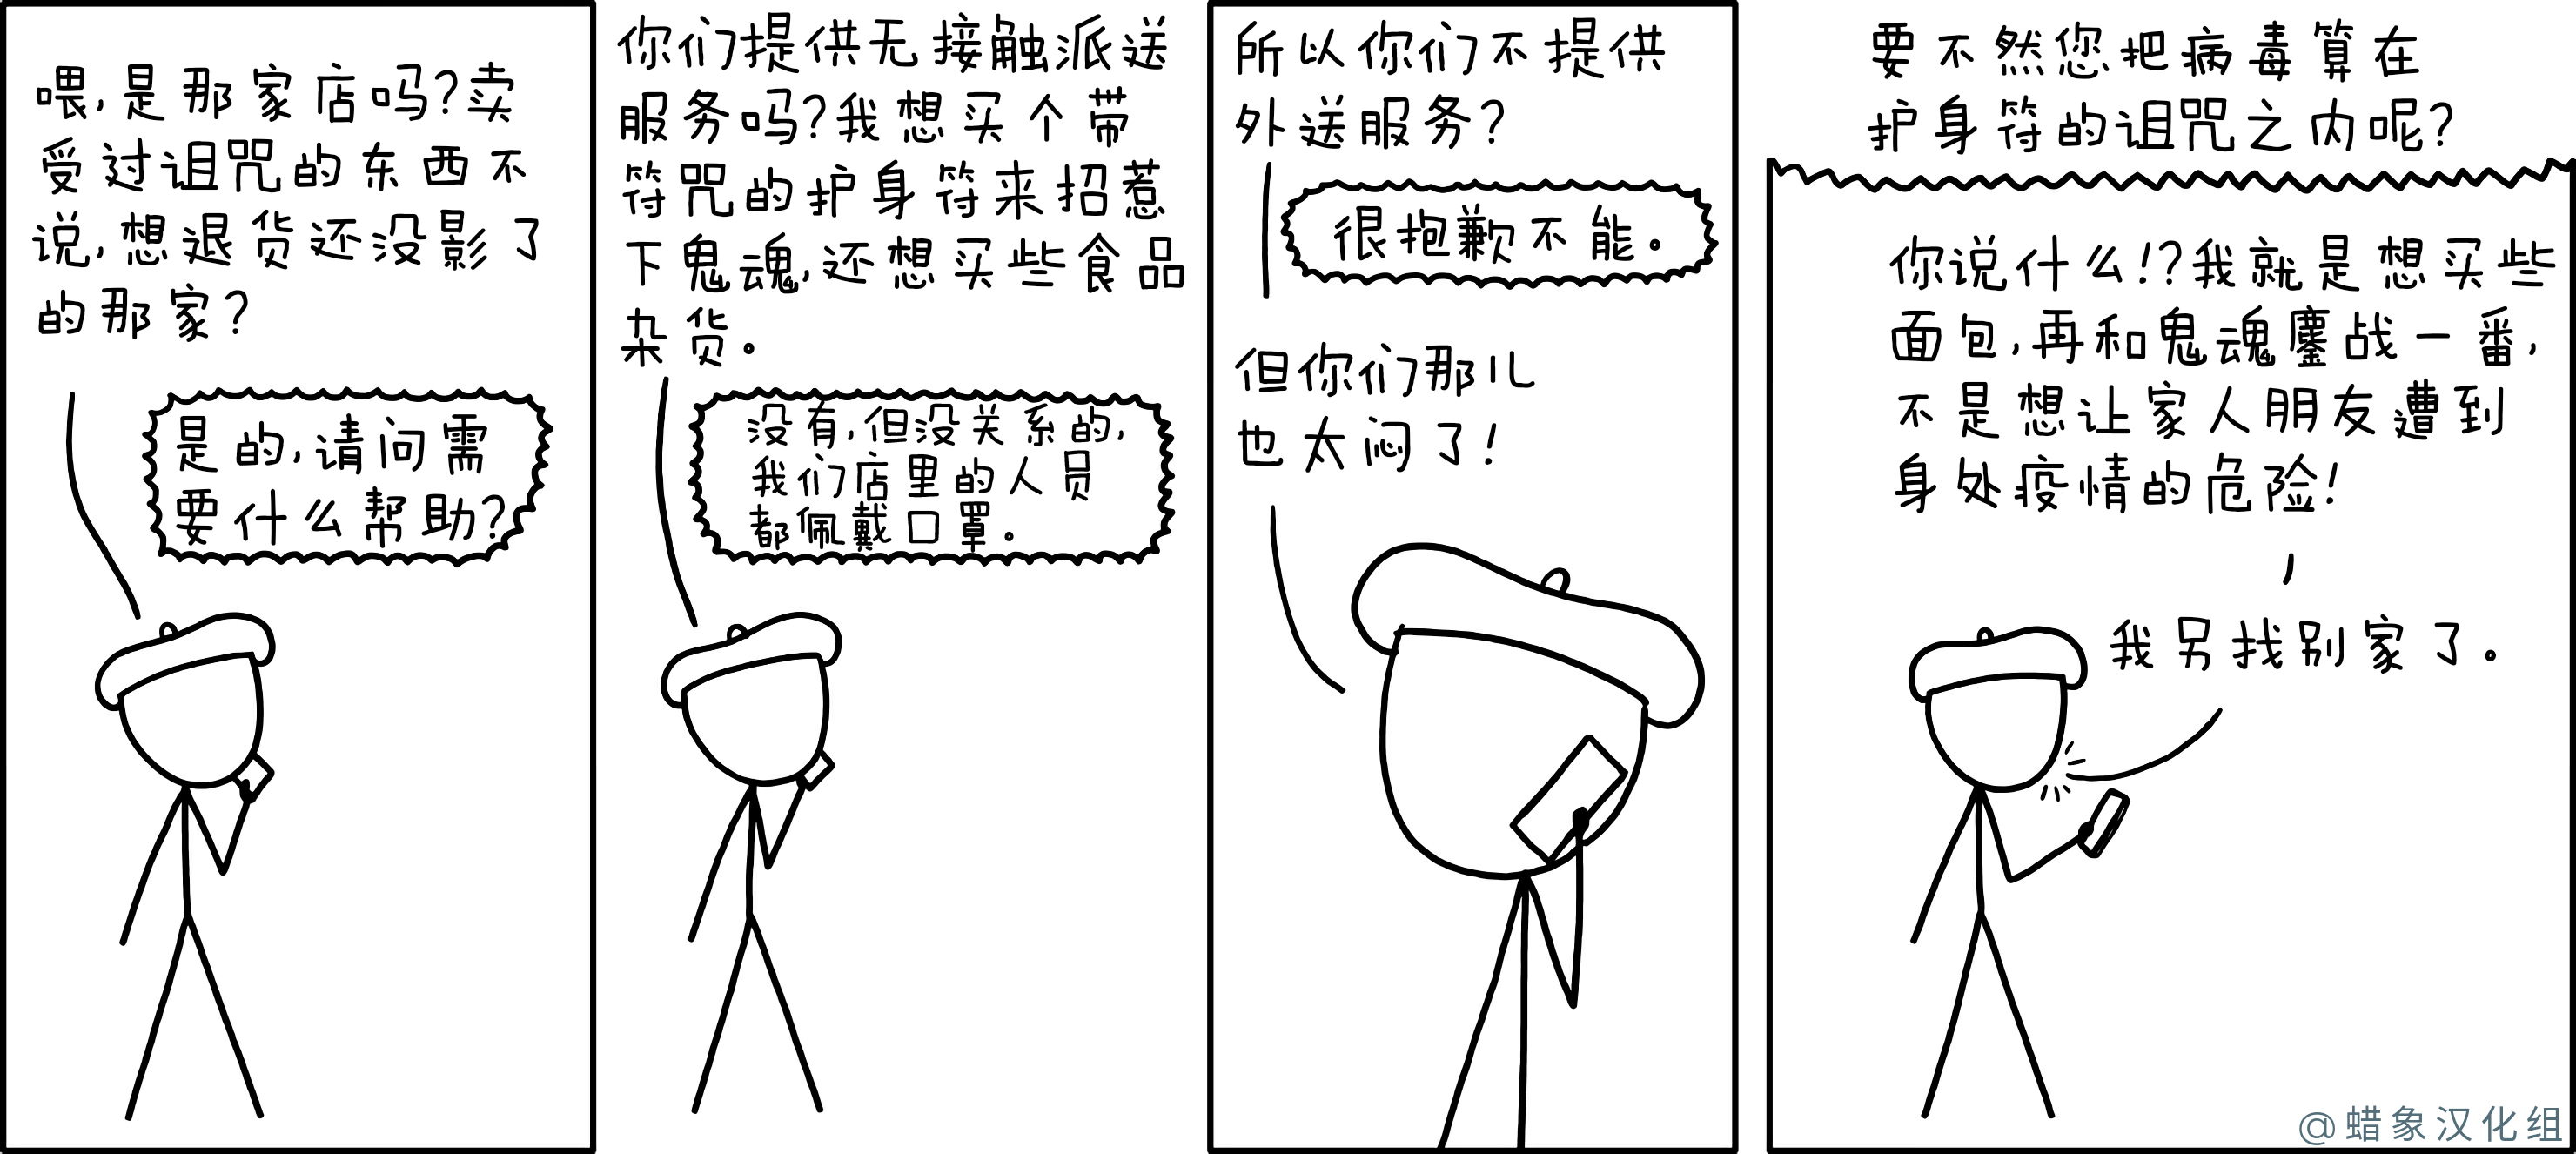 喂,是那家店吗?卖
受过诅咒的东西不
说,想退货还没影了
的那家?
是的,请问需
要什么帮助?
你们提供无接触派送
服务吗?我想买个带
符咒的护身符来招惹
下鬼魂,还想买些食品
杂货。
没有,但没关系的,
我们店里的人员
都佩戴口罩。
所以你们不提供
外送服务?
很抱歉不能。
但你们那儿
也太闷了!
要不然您把病毒算在
护身符的诅咒之内呢?
你说什么!?我就是想买些
面包,再和鬼魂鏖战一番,
不是想让家人朋友遭到
身处疫情的危险!
我另找别家了。
@蜡象汉化组